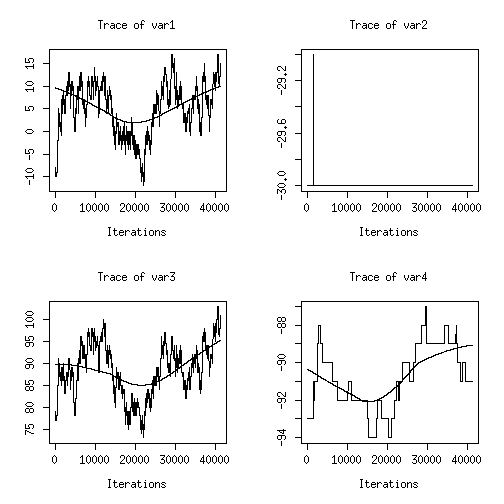 Trace of var1
15
10
5
0
-5
-10
0 10000 20000 30000 40000
Iterations
Trace of var2
-29.2
-29.6
-30.0
0 10000 20000 30000 40000
Iterations
Trace of var3
100
95
90
85
80
75
0 10000 20000 30000 40000
Iterations
Trace of var4
-88
-90
-92
-94
0 10000 20000 30000 40000
Iterations